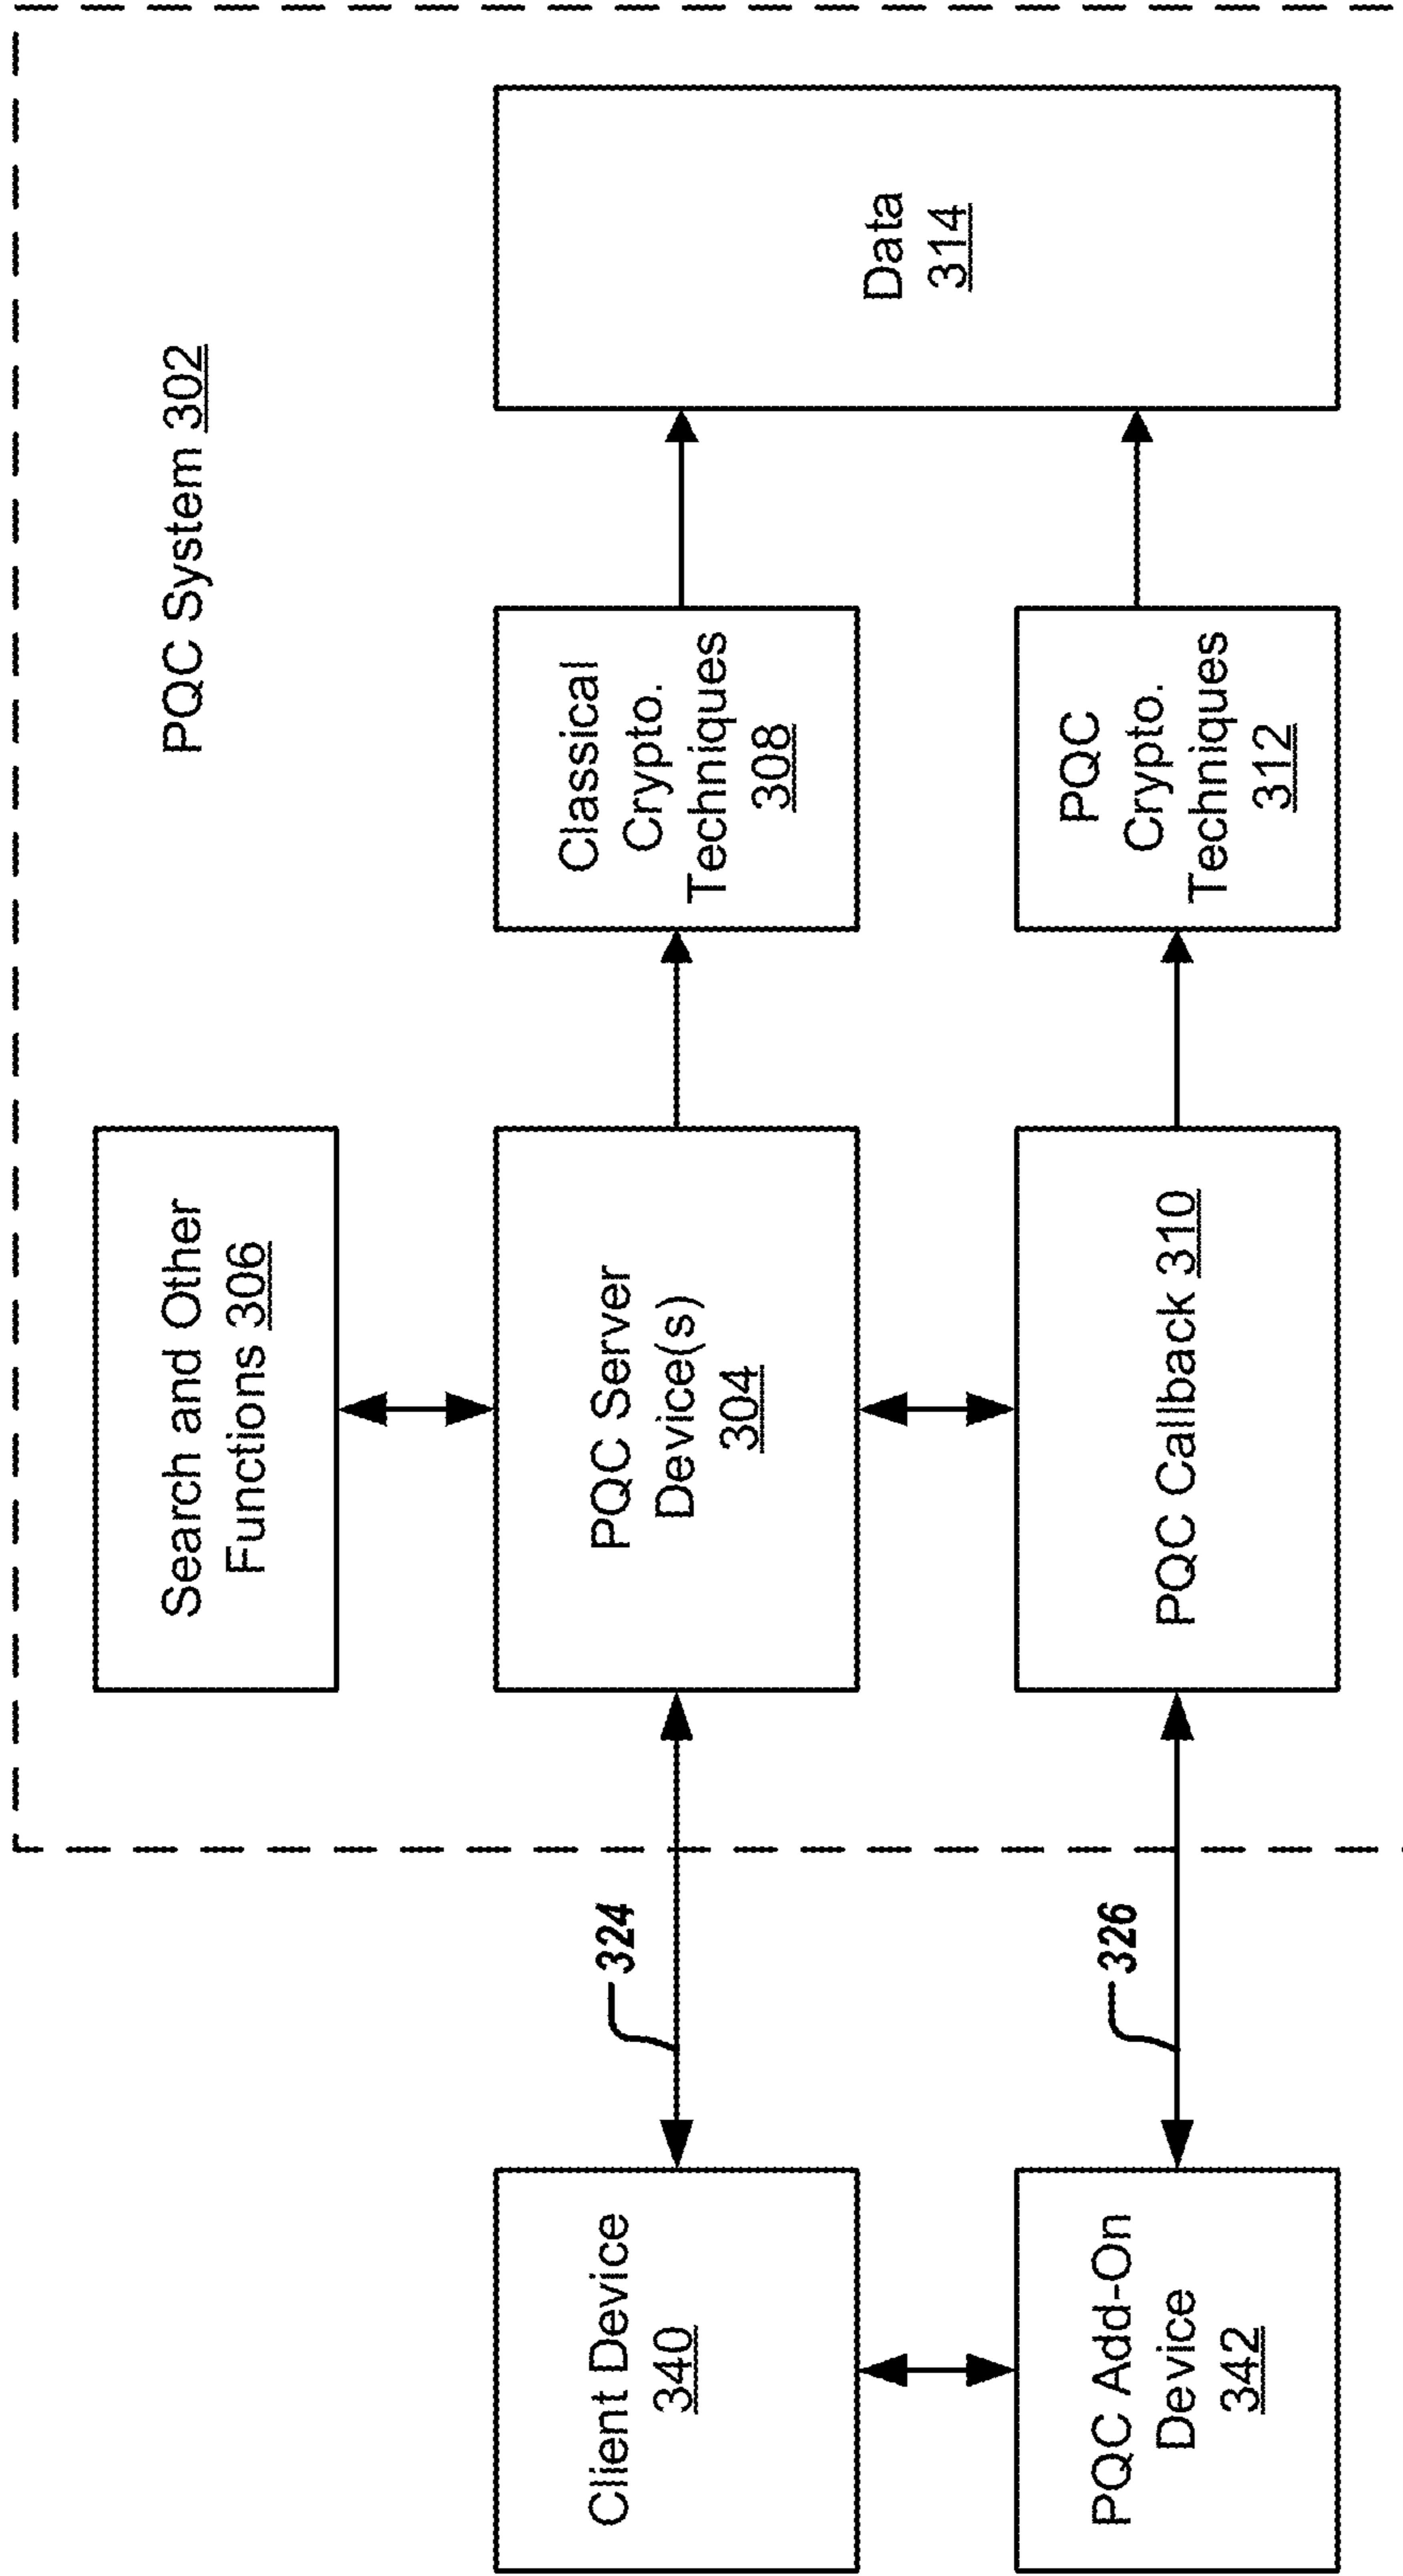 PQC System 302
Search and Other
Functions 306
Client Device
340
324
PQC Server
Device(s)
304
Classical
Crypto.
Techniques
308
Data
314
PQC Add-On
Device
342
326
PQC Callback 310
PQC
Crypto.
Techniques
312